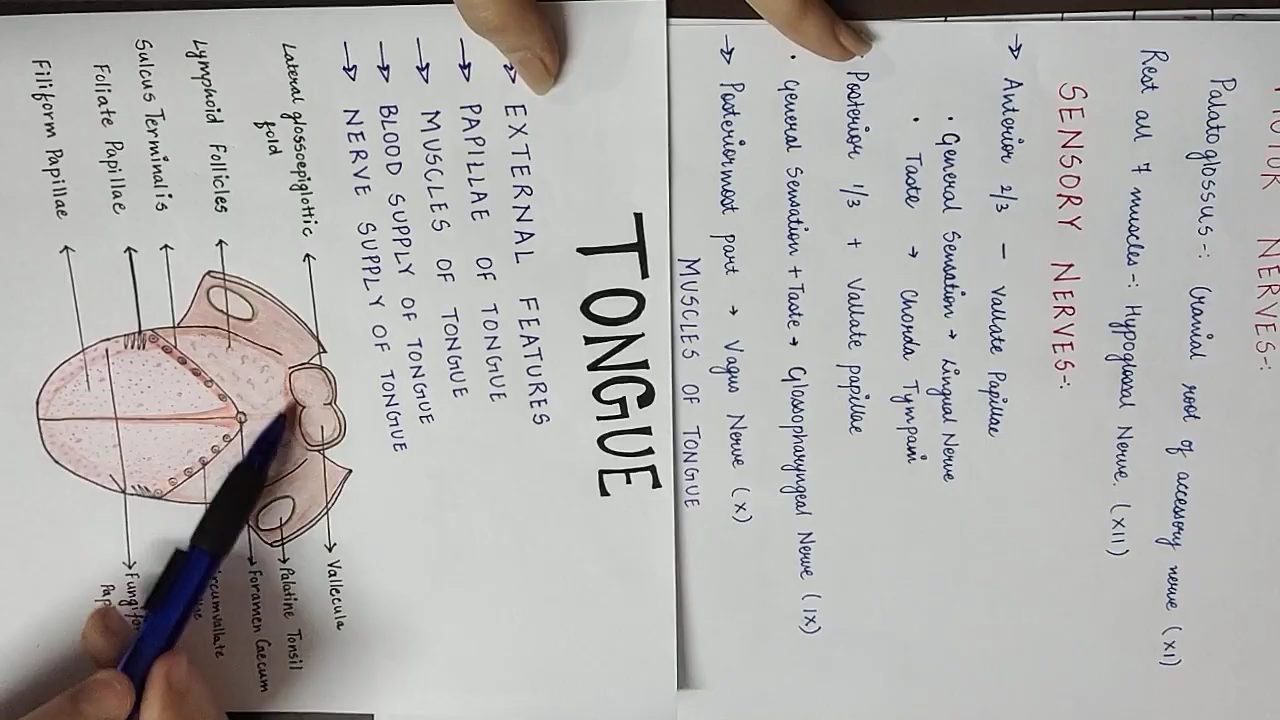 MOTOR NERVES-:
Palatoglossus-: Cranial root of accessory nerve (XI)
Rest all 7 muscles-: Hypoglossal Nerve. (XII)
SENSORY NERVES-:
→ Anterior 2/3 - Vallate Papillae
• General Sensation → Lingual Nerve
• Taste → Chorda Tympani
Posterior 1/3 + Vallate papillae
• General Sensation + Taste → Glossopharyngeal Nerve (IX)
→ Posteriormost part → Vagus Nerve (X)
MUSCLES OF TONGUE
TONGUE
→ EXTERNAL FEATURES
→ PAPILLAE OF TONGUE
→ MUSCLES OF TONGUE
→ BLOOD SUPPLY OF TONGUE
→ NERVE SUPPLY OF TONGUE
Lateral glossoepiglottic
fold
Lymphoid Follicles
Sulcus Terminalis
Foliate Papillae
Filiform Papillae
Vallecula
Palatine Tonsil
Foramen Caecum